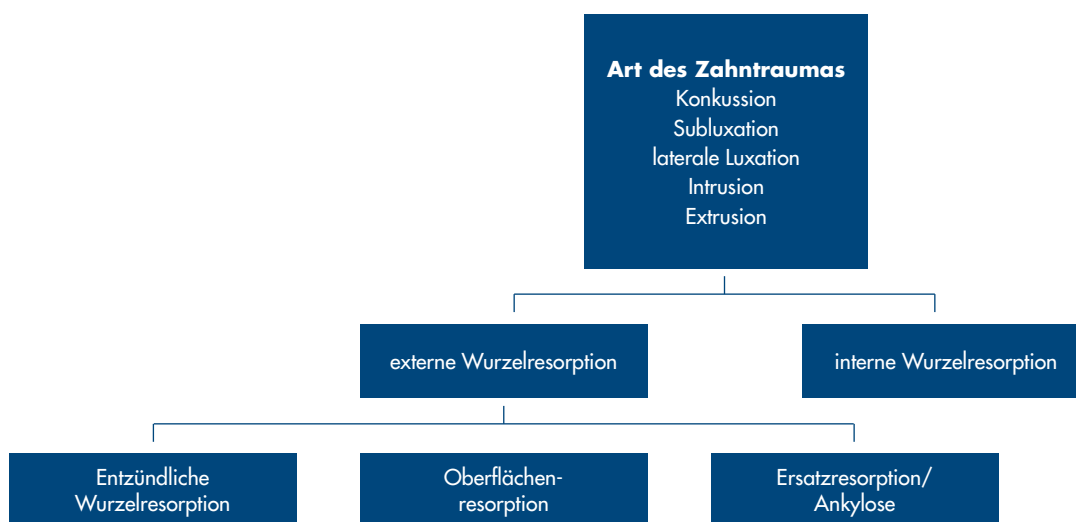 Art des Zahntraumas
Konkussion
Subluxation
laterale Luxation
Intrusion
Extrusion
externe Wurzelresorption
interne Wurzelresorption
Entzündliche
Wurzelresorption
Oberflächen-
resorption
Ersatzresorption/
Ankylose